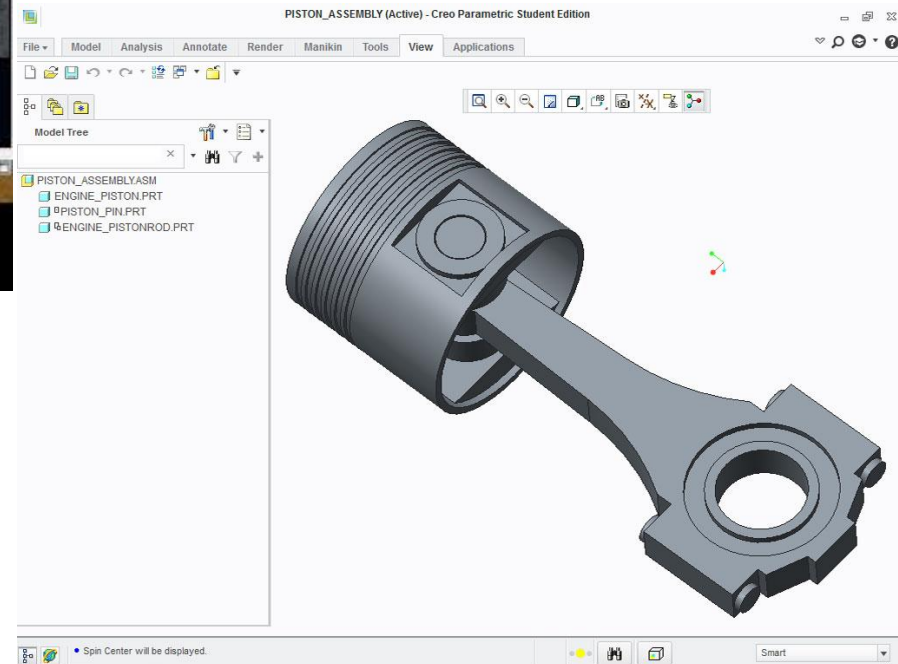 PISTON_ASSEMBLY (Active) - Creo Parametric Student Edition
File Model Analysis Annotate Render Manikin Tools View Applications
Model Tree
PISTON_ASSEMBLY.ASM
ENGINE_PISTON.PRT
PISTON_PIN.PRT
ENGINE_PISTONROD.PRT
Spin Center will be displayed.
Smart